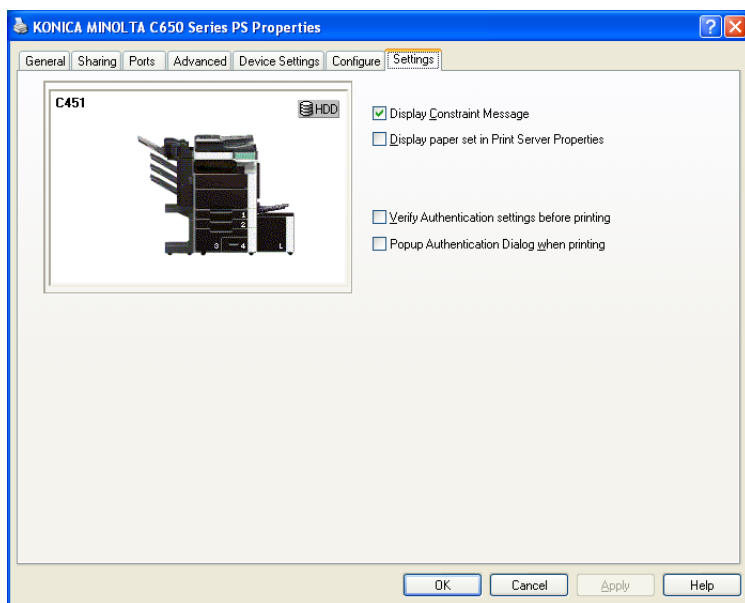 KONICA MINOLTA C650 Series PS Properties
General Sharing Ports Advanced Device Settings Configure Settings
C451
HDD
Display Constraint Message
Display paper set in Print Server Properties
Verify Authentication settings before printing
Popup Authentication Dialog when printing
1
2
3 4 L
OK Cancel Apply Help